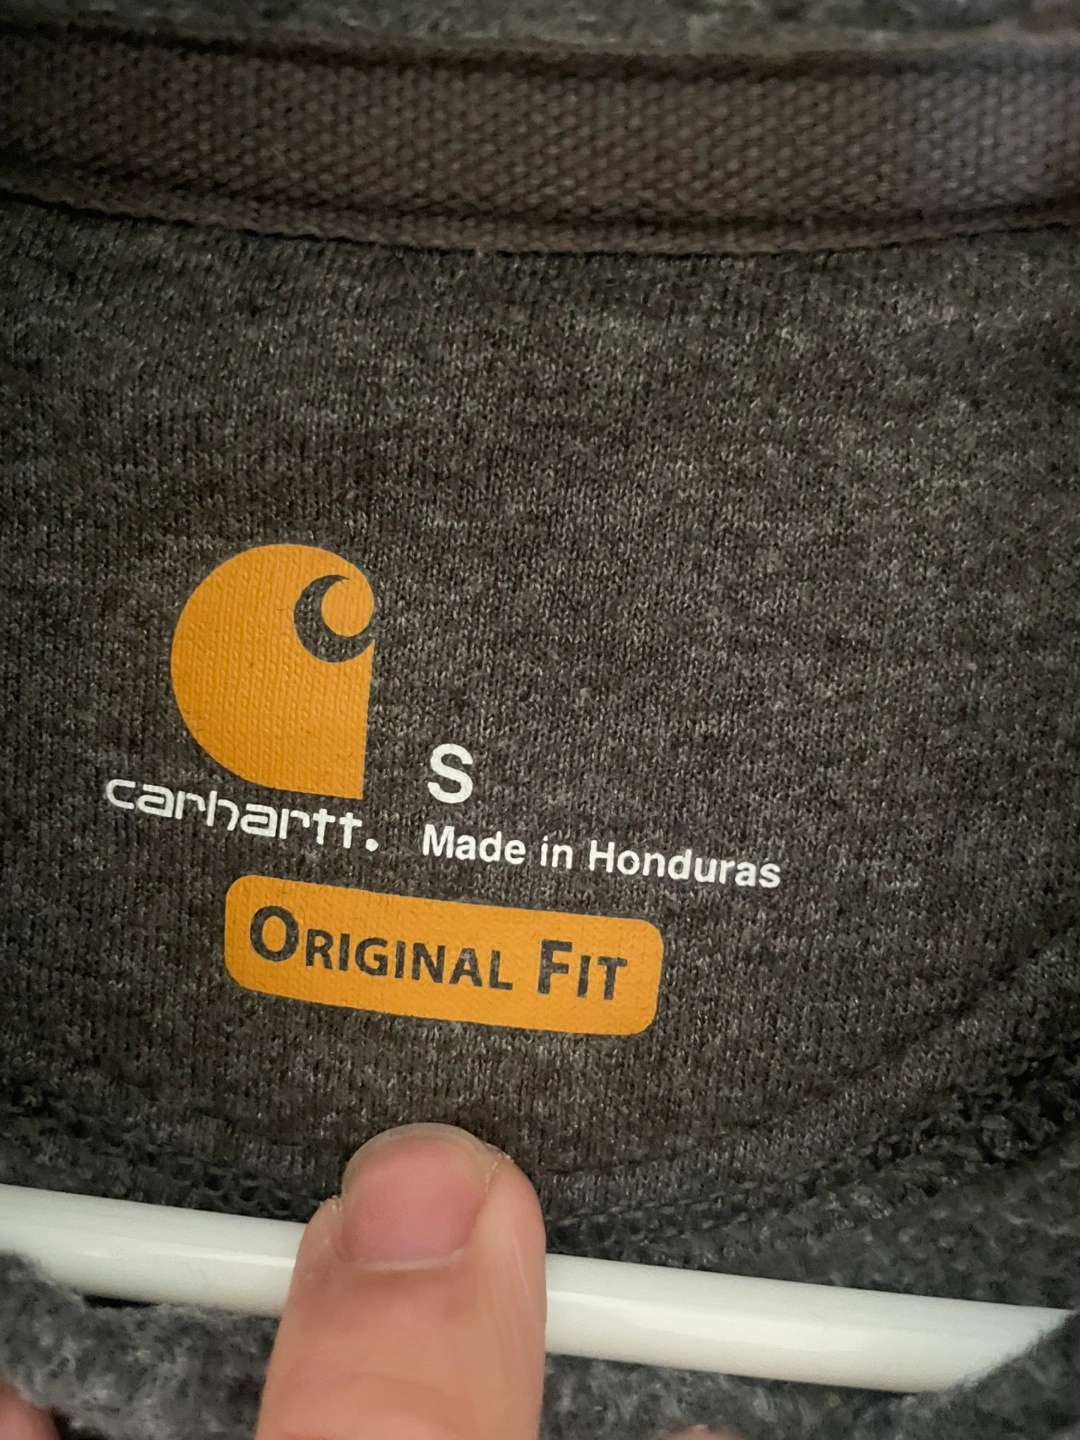 carhartt.
S
Made in Honduras
ORIGINAL FIT